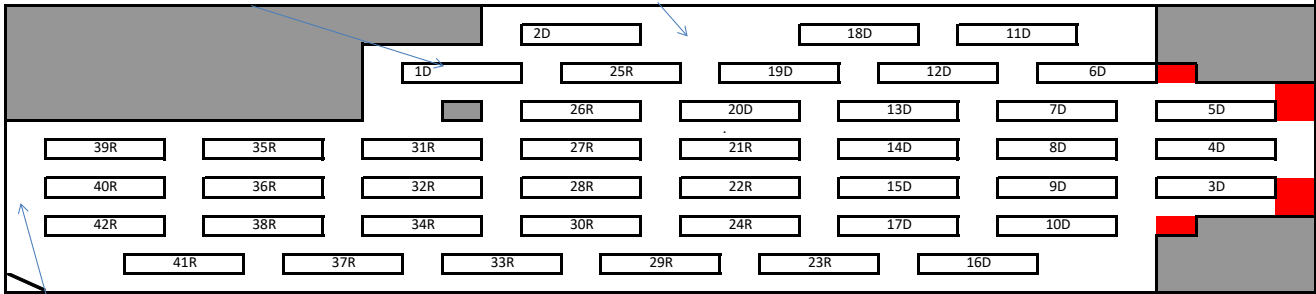 2D 18D 11D
1D 25R 19D 12D 6D
26R 20D 13D 7D 5D
39R 35R 31R 27R 21R 14D 8D 4D
40R 36R 32R 28R 22R 15D 9D 3D
42R 38R 34R 30R 24R 17D 10D
41R 37R 33R 29R 23R 16D